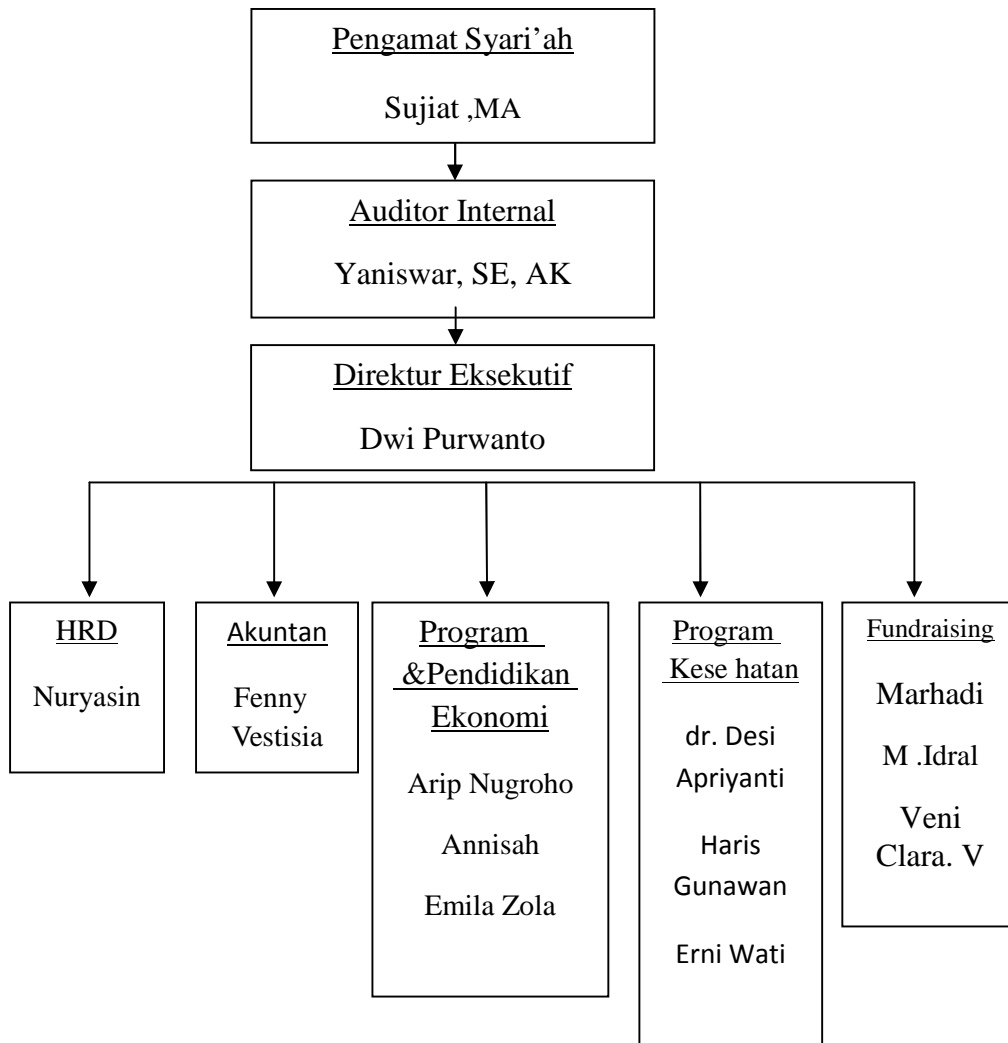 Pengamat Syari’ah
Sujiat ,MA
Auditor Internal
Yaniswar, SE, AK
Direktur Eksekutif
Dwi Purwanto
HRD
Nuryasin
Akuntan
Fenny
Vestisia
Program
&Pendidikan
Ekonomi
Arip Nugroho
Annisah
Emila Zola
Program
Kese hatan
dr. Desi
Apriyanti
Haris
Gunawan
Erni Wati
Fundraising
Marhadi
M .Idral
Veni
Clara. V